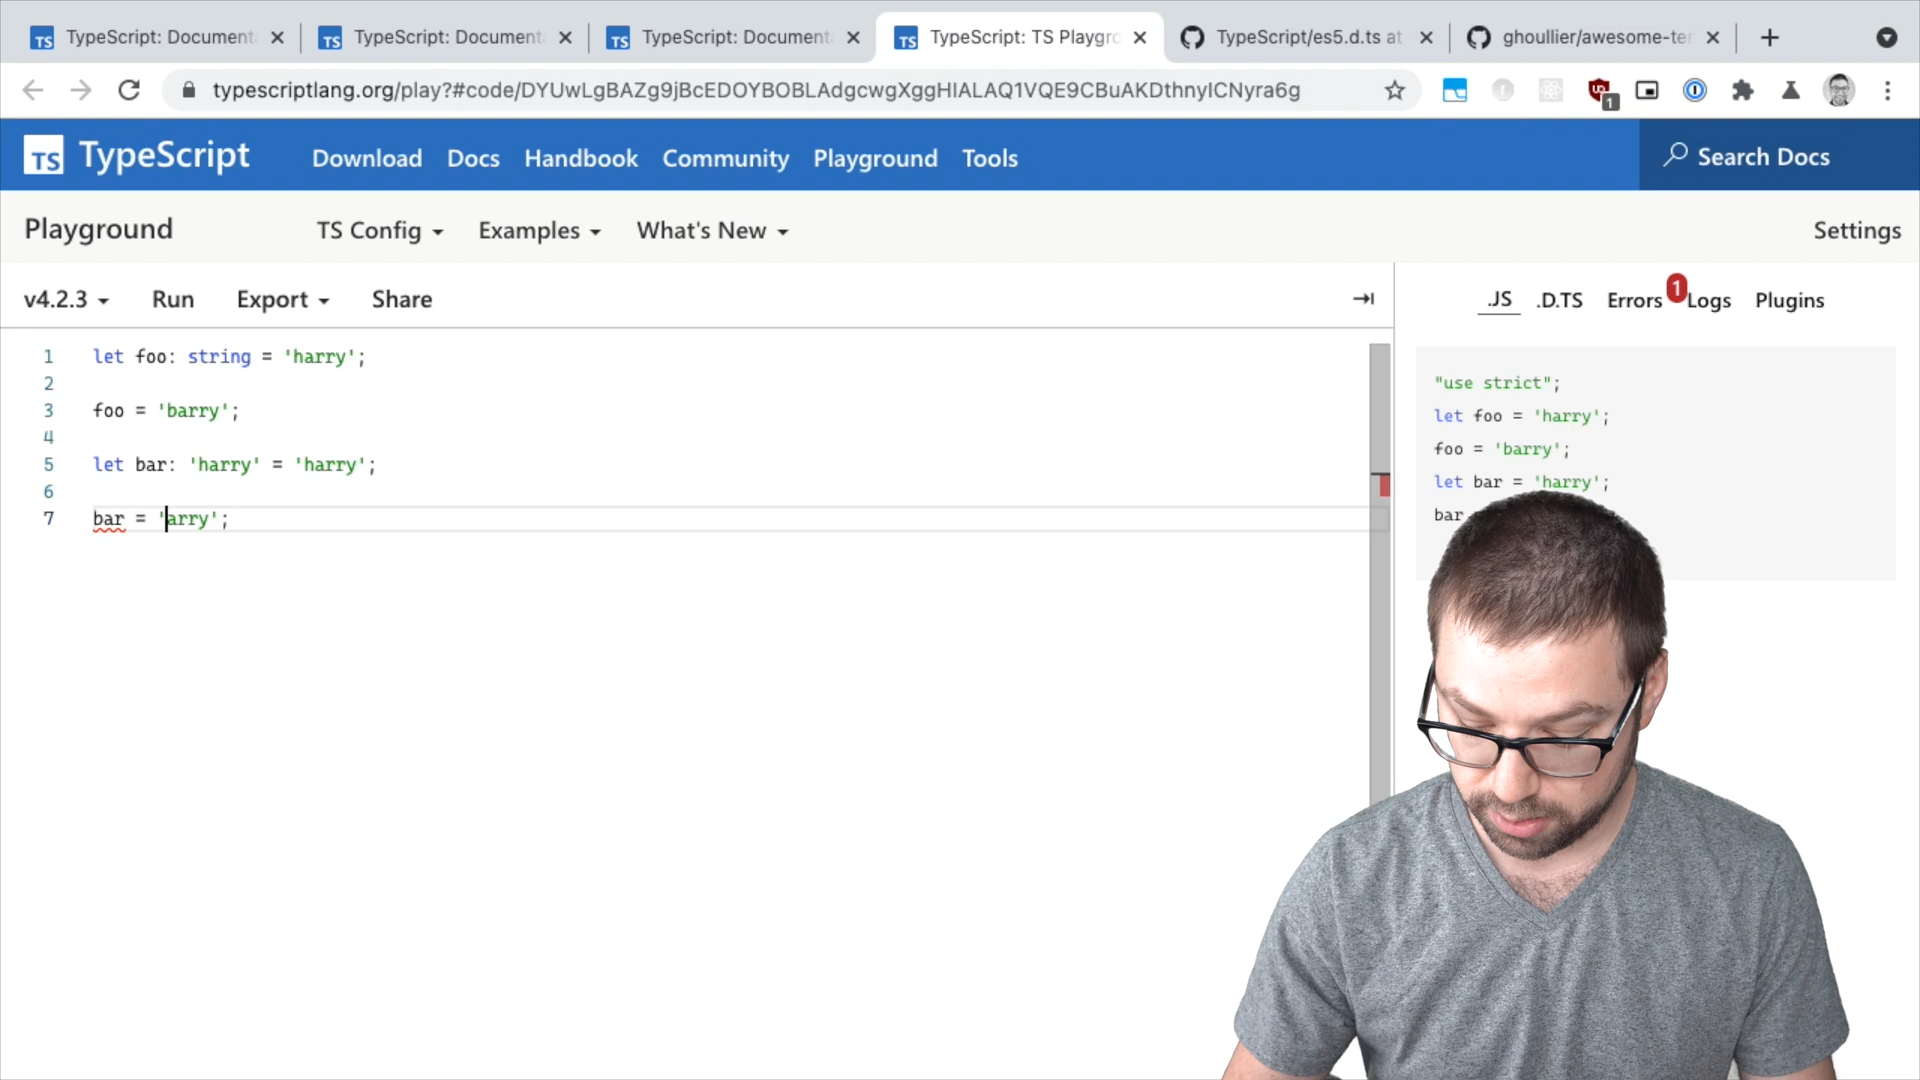 TypeScript: Document
TypeScript: Document
TypeScript: Document
TypeScript: TS Playgro
TypeScript/es5.d.ts at
ghoullier/awesome-te
typescriptlang.org/play?#code/DYUwLgBAZg9jBcEDOYBOBLAdgcwgXggHIALAQ1VQE9CBuAKDthnyICNyra6g
1
TS TypeScript
Download Docs Handbook Community Playground Tools
Search Docs
Playground
TS Config Examples What's New
Settings
v4.2.3 Run Export Share
.JS .D.TS Errors 1 Logs Plugins
1 let foo: string = 'harry';
2
3 foo = 'barry';
4
5 let bar: 'harry' = 'harry';
6
7 bar = 'arry';
"use strict";
let foo = 'harry';
foo = 'barry';
let bar = 'harry';
bar